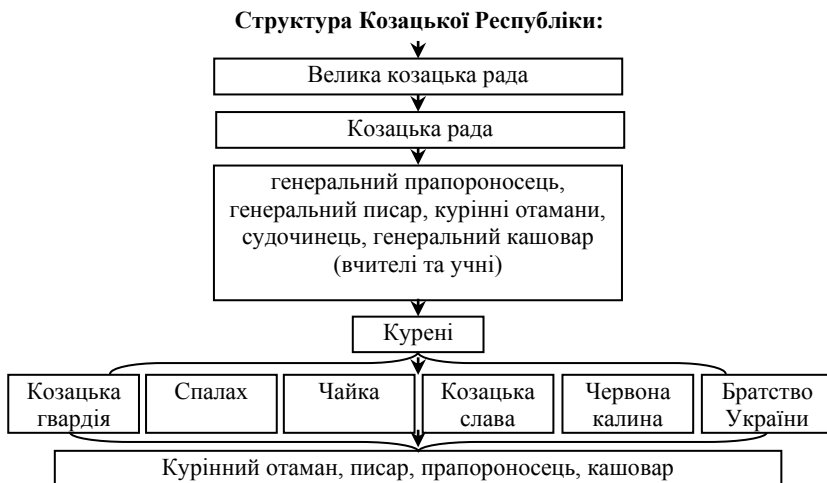 Структура Козацької Республіки:
Велика козацька рада
Козацька рада
генеральний прапороносець,
генеральний писар, курінні отамани,
судочинець, генеральний кашовар
(вчителі та учні)
Курені
Козацька
гвардія
Спалах
Чайка
Козацька
слава
Червона
калина
Братство
України
Курінний отаман, писар, прапороносець, кашовар